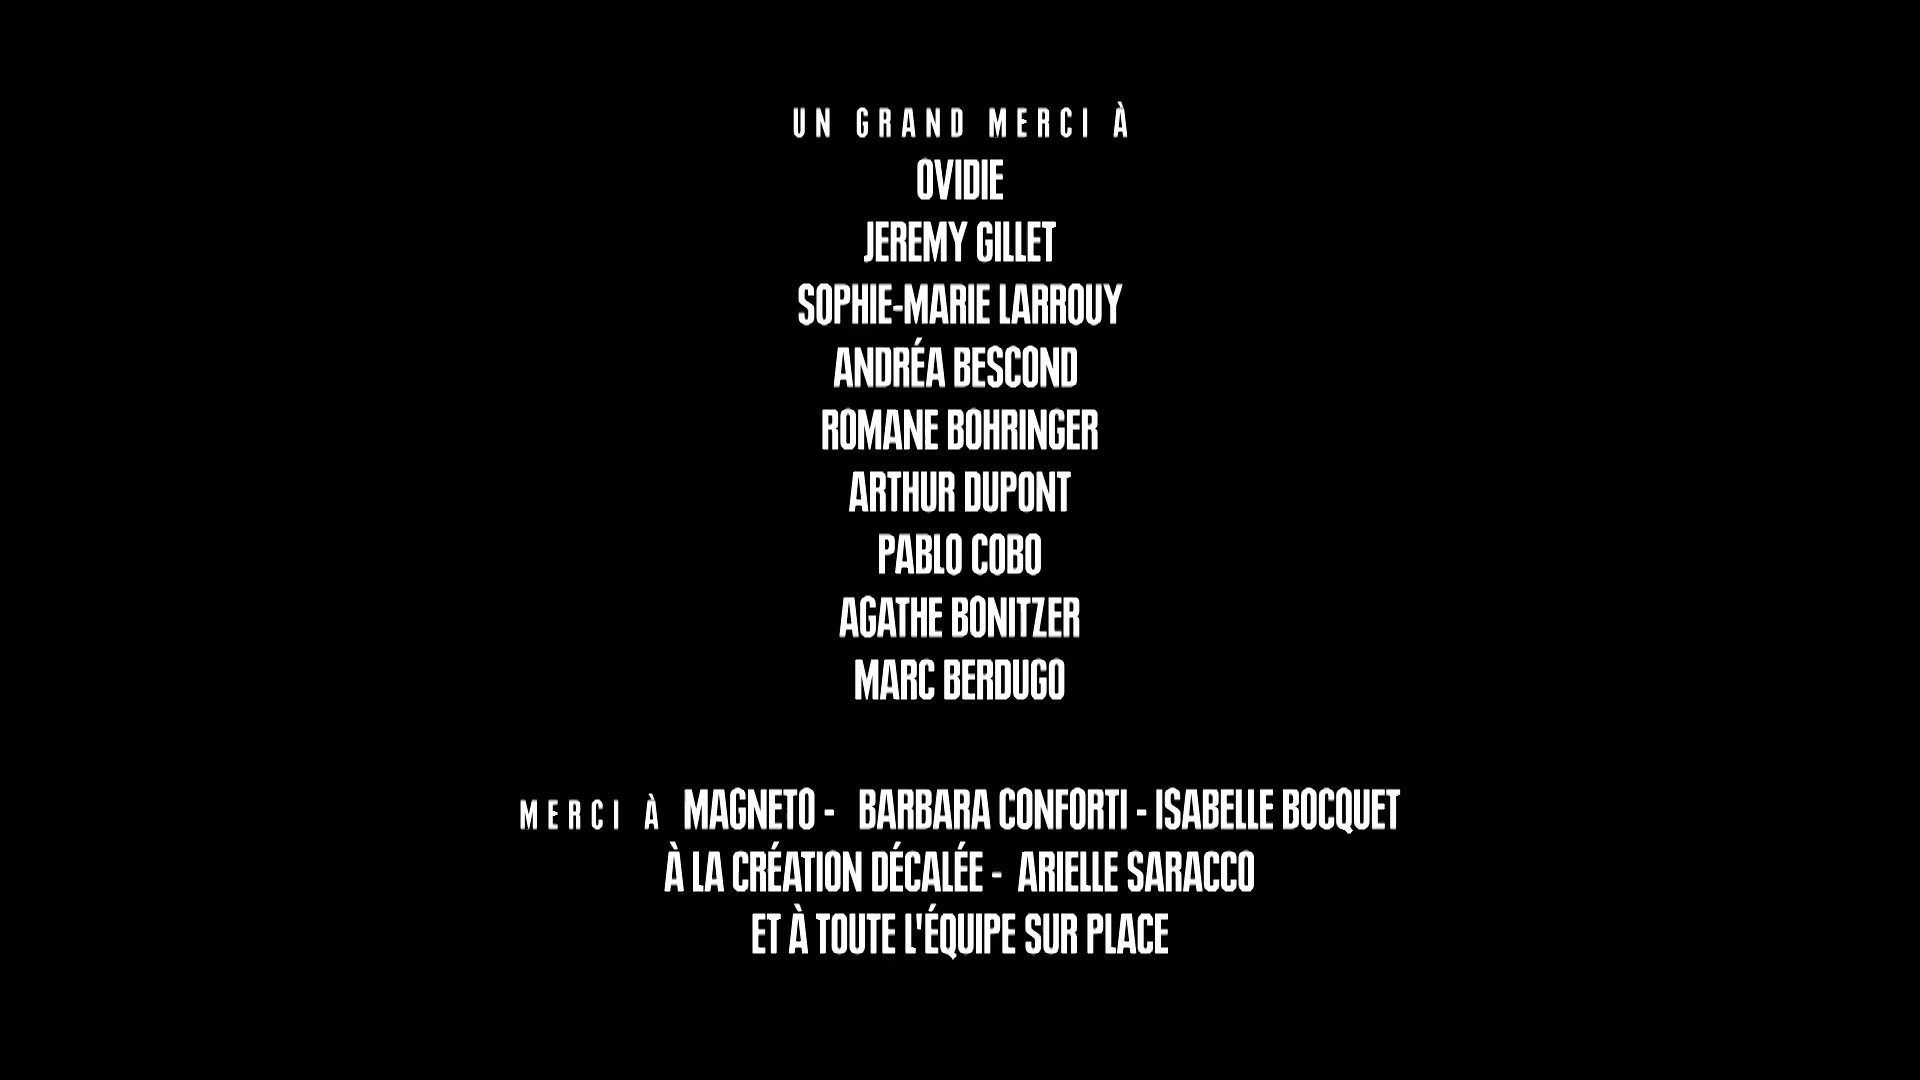 UN GRAND MERCI À
OVIDIE
JEREMY GILLET
SOPHIE-MARIE LARROUY
ANDRÉA BESCOND
ROMANE BOHRINGER
ARTHUR DUPONT
PABLO COBO
AGATHE BONITZER
MARC BERDUGO
MERCI À MAGNETO - BARBARA CONFORTI - ISABELLE BOCQUET
À LA CRÉATION DÉCALÉE - ARIELLE SARACCO
ET À TOUTE L'ÉQUIPE SUR PLACE